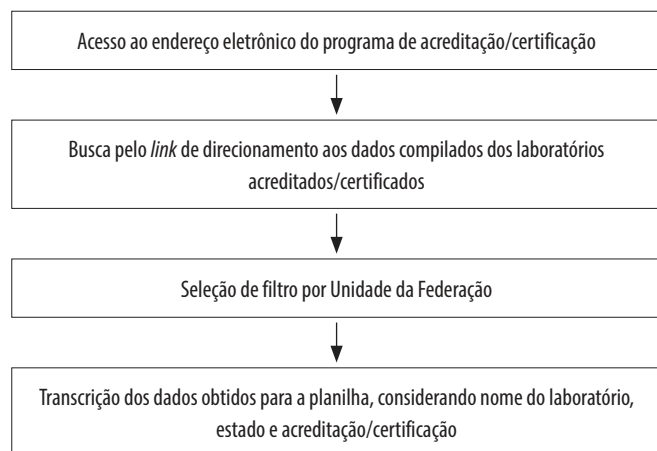 Acesso ao endereço eletrônico do programa de acreditação/certificação
Busca pelo link de direcionamento aos dados compilados dos laboratórios
acreditados/certificados
Seleção de filtro por Unidade da Federação
Transcrição dos dados obtidos para a planilha, considerando nome do laboratório,
estado e acreditação/certificação